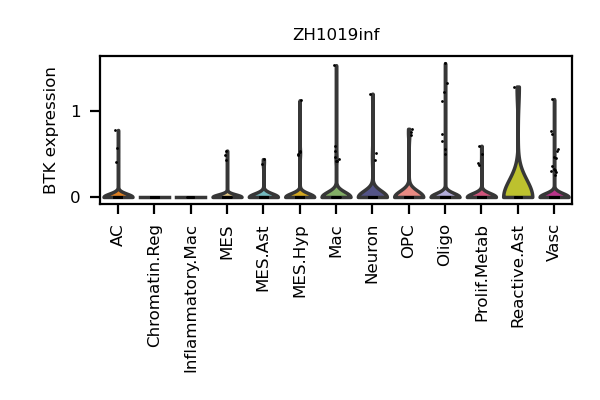 ZH1019inf
BTK expression
1
0
AC
Chromatin.Reg
Inflammatory.Mac
MES
MES.Ast
MES.Hyp
Mac
Neuron
OPC
Oligo
Prolif.Metab
Reactive.Ast
Vasc